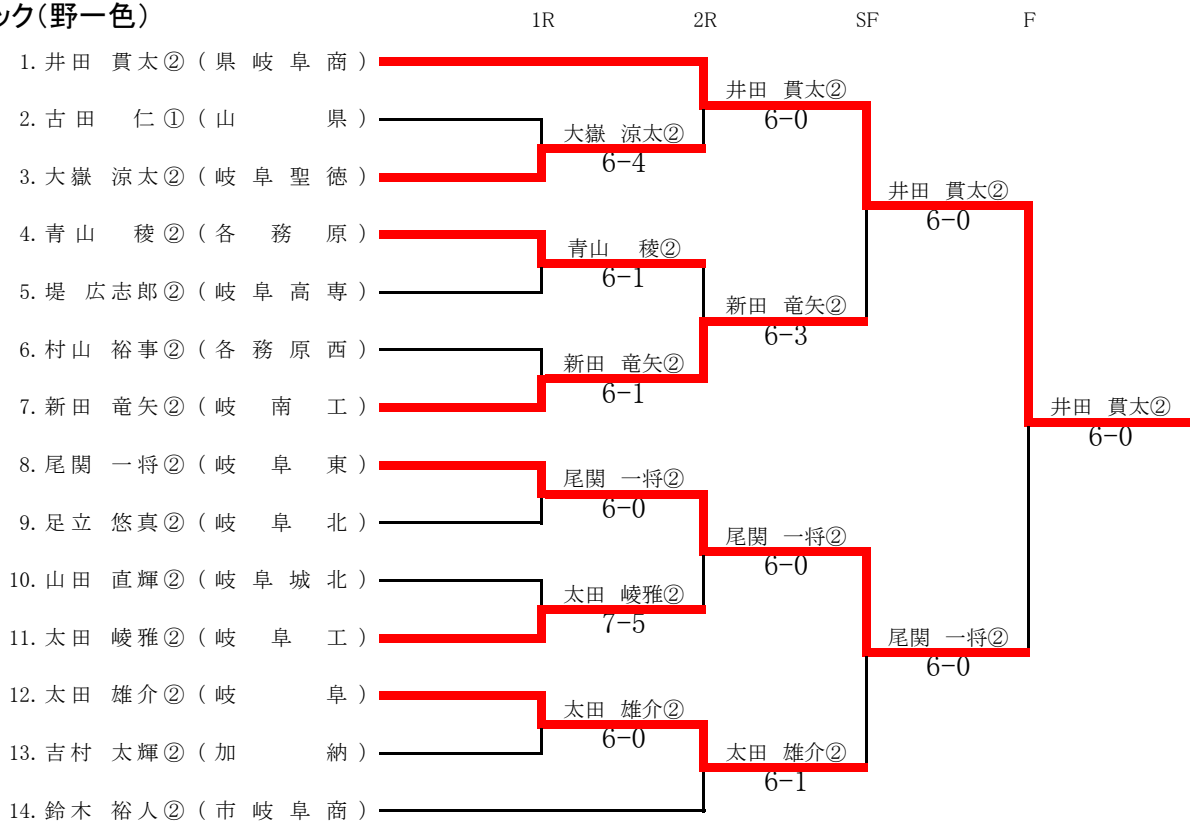 ック(野一色)
1R 2R SF F
1. 井田 貫太② (県岐阜商)
2. 古田 仁① (山県)
3. 大嶽 涼太② (岐阜聖徳)
4. 青山 稜② (各務原)
5. 堤 広志郎② (岐阜高専)
6. 村山 裕事② (各務原西)
7. 新田 竜矢② (岐南工)
8. 尾関 一将② (岐阜東)
9. 足立 悠真② (岐阜北)
10. 山田 直輝② (岐阜城北)
11. 太田 崚雅② (岐阜工)
12. 太田 雄介② (岐阜)
13. 吉村 太輝② (加納)
14. 鈴木 裕人② (市岐阜商)
大嶽 涼太②
6-4
青山 稜②
6-1
新田 竜矢②
6-1
尾関 一将②
6-0
太田 崚雅②
7-5
太田 雄介②
6-0
井田 貫太②
6-0
新田 竜矢②
6-3
尾関 一将②
6-0
太田 雄介②
6-1
井田 貫太②
6-0
尾関 一将②
6-0
井田 貫太②
6-0